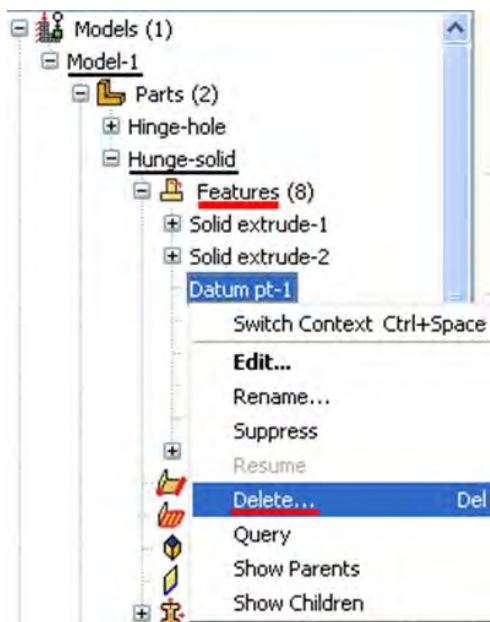 Models (1)
Model-1
Parts (2)
Hinge-hole
Hunge-solid
Features (8)
Solid extrude-1
Solid extrude-2
Datum pt-1
Switch Context Ctrl+Space
Edit...
Rename...
Suppress
Resume
Delete... Del
Query
Show Parents
Show Children